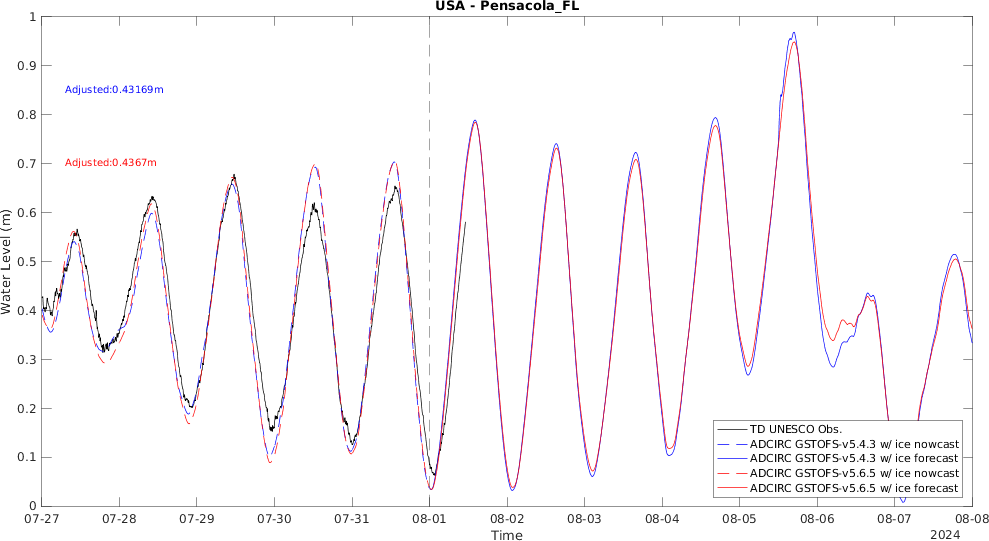 USA - Pensacola_FL
Adjusted:0.43169m
Adjusted:0.4367m
Water Level (m)
1
0.9
0.8
0.7
0.6
0.5
0.4
0.3
0.2
0.1
0
TD UNESCO Obs.
ADCIRC GSTOFS-v5.4.3 w/ ice nowcast
ADCIRC GSTOFS-v5.4.3 w/ ice forecast
ADCIRC GSTOFS-v5.6.5 w/ ice nowcast
ADCIRC GSTOFS-v5.6.5 w/ ice forecast
07-27 07-28 07-29 07-30 07-31 08-01 08-02 08-03 08-04 08-05 08-06 08-07 08-08
Time
2024